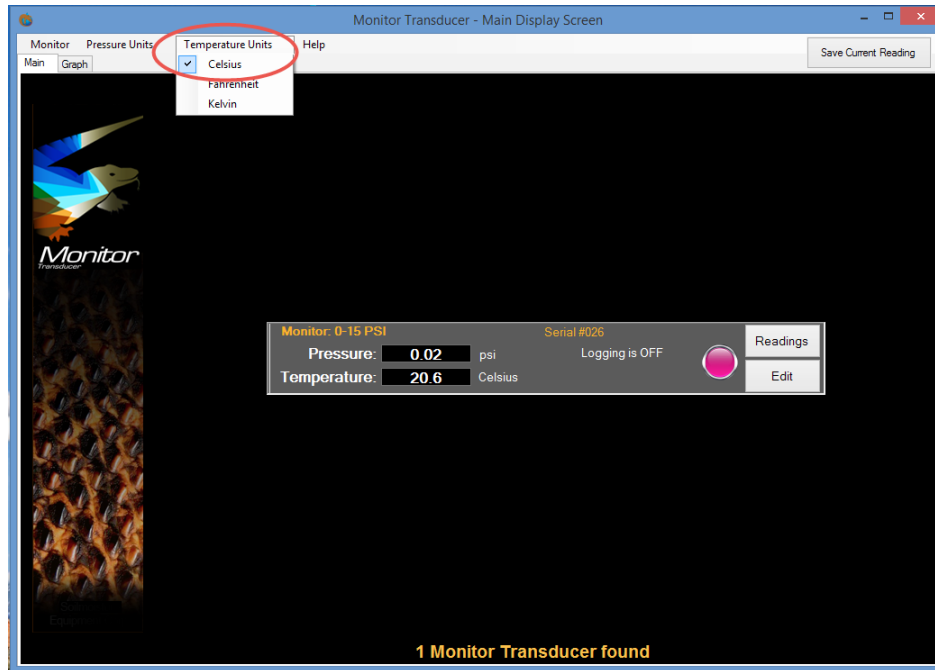 Monitor Transducer - Main Display Screen
Monitor Pressure Units Temperature Units Help
Save Current Reading
Main Graph
Celsius
Fahrenheit
Kelvin
Monitor
Transducer
Monitor: 0-15 PSI Serial #026
Pressure: 0.02 psi Logging is OFF
Temperature: 20.6 Celsius
Readings
Edit
1 Monitor Transducer found